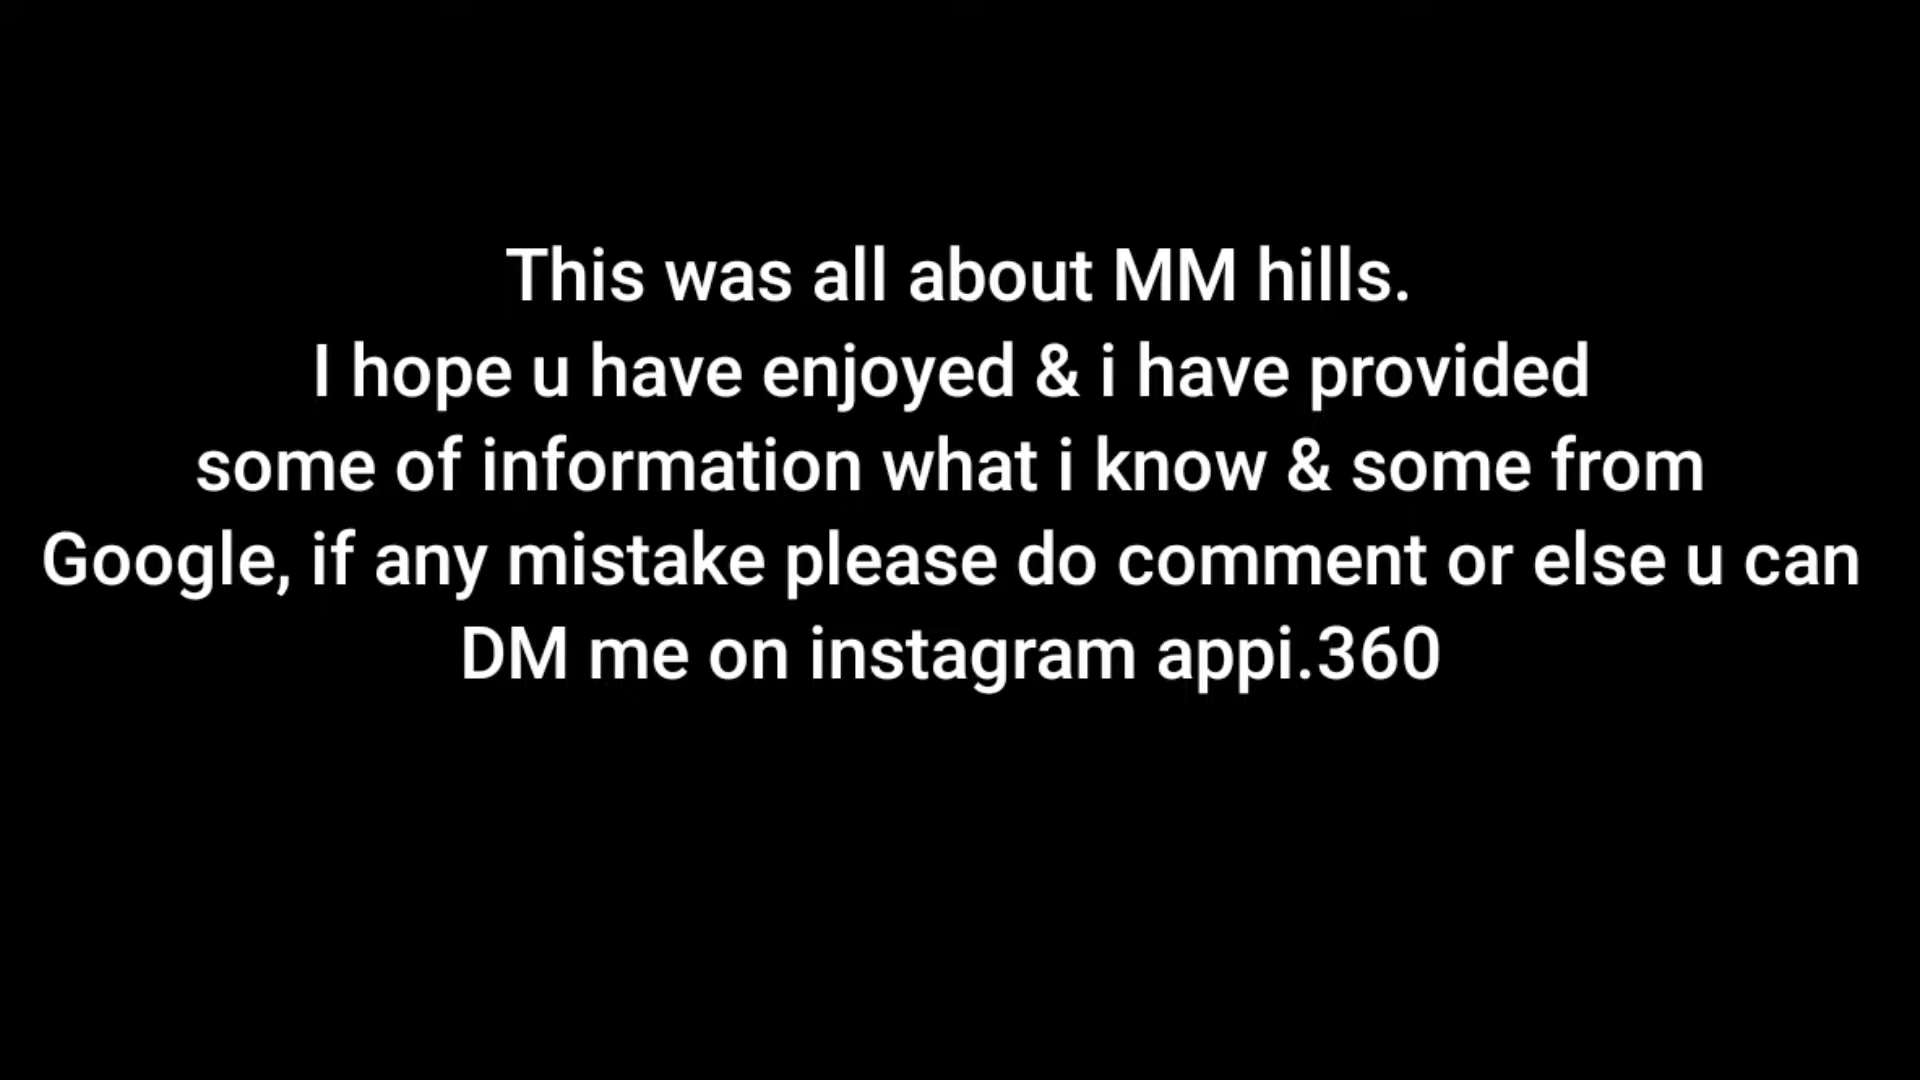 This was all about MM hills.
I hope u have enjoyed & i have provided
some of information what i know & some from
Google, if any mistake please do comment or else u can
DM me on instagram appi.360